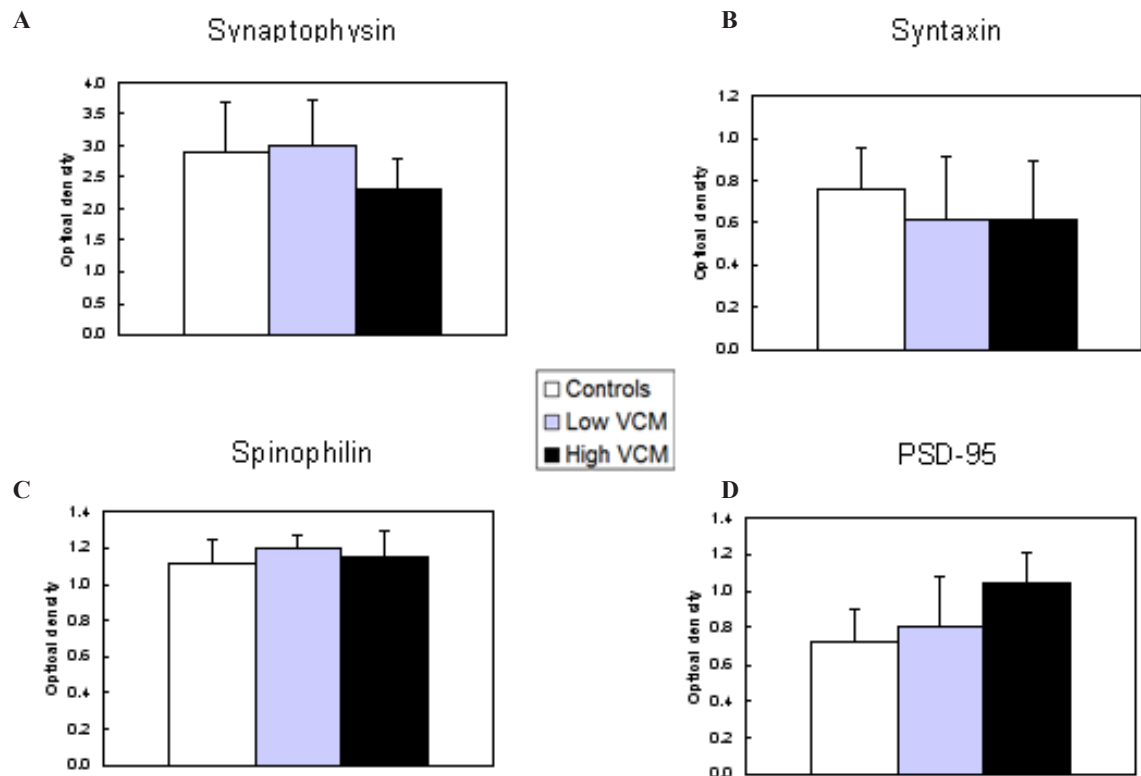 A
Synaptophysin
Optical density
4.0
3.5
3.0
2.5
2.0
1.5
1.0
0.5
0.0
B
Syntaxin
Optical density
1.2
1.0
0.8
0.6
0.4
0.2
0.0
Controls
Low VCM
High VCM
C
Spinophilin
Optical density
1.4
1.2
1.0
0.8
0.6
0.4
0.2
0.0
D
PSD-95
Optical density
1.4
1.2
1.0
0.8
0.6
0.4
0.2
0.0